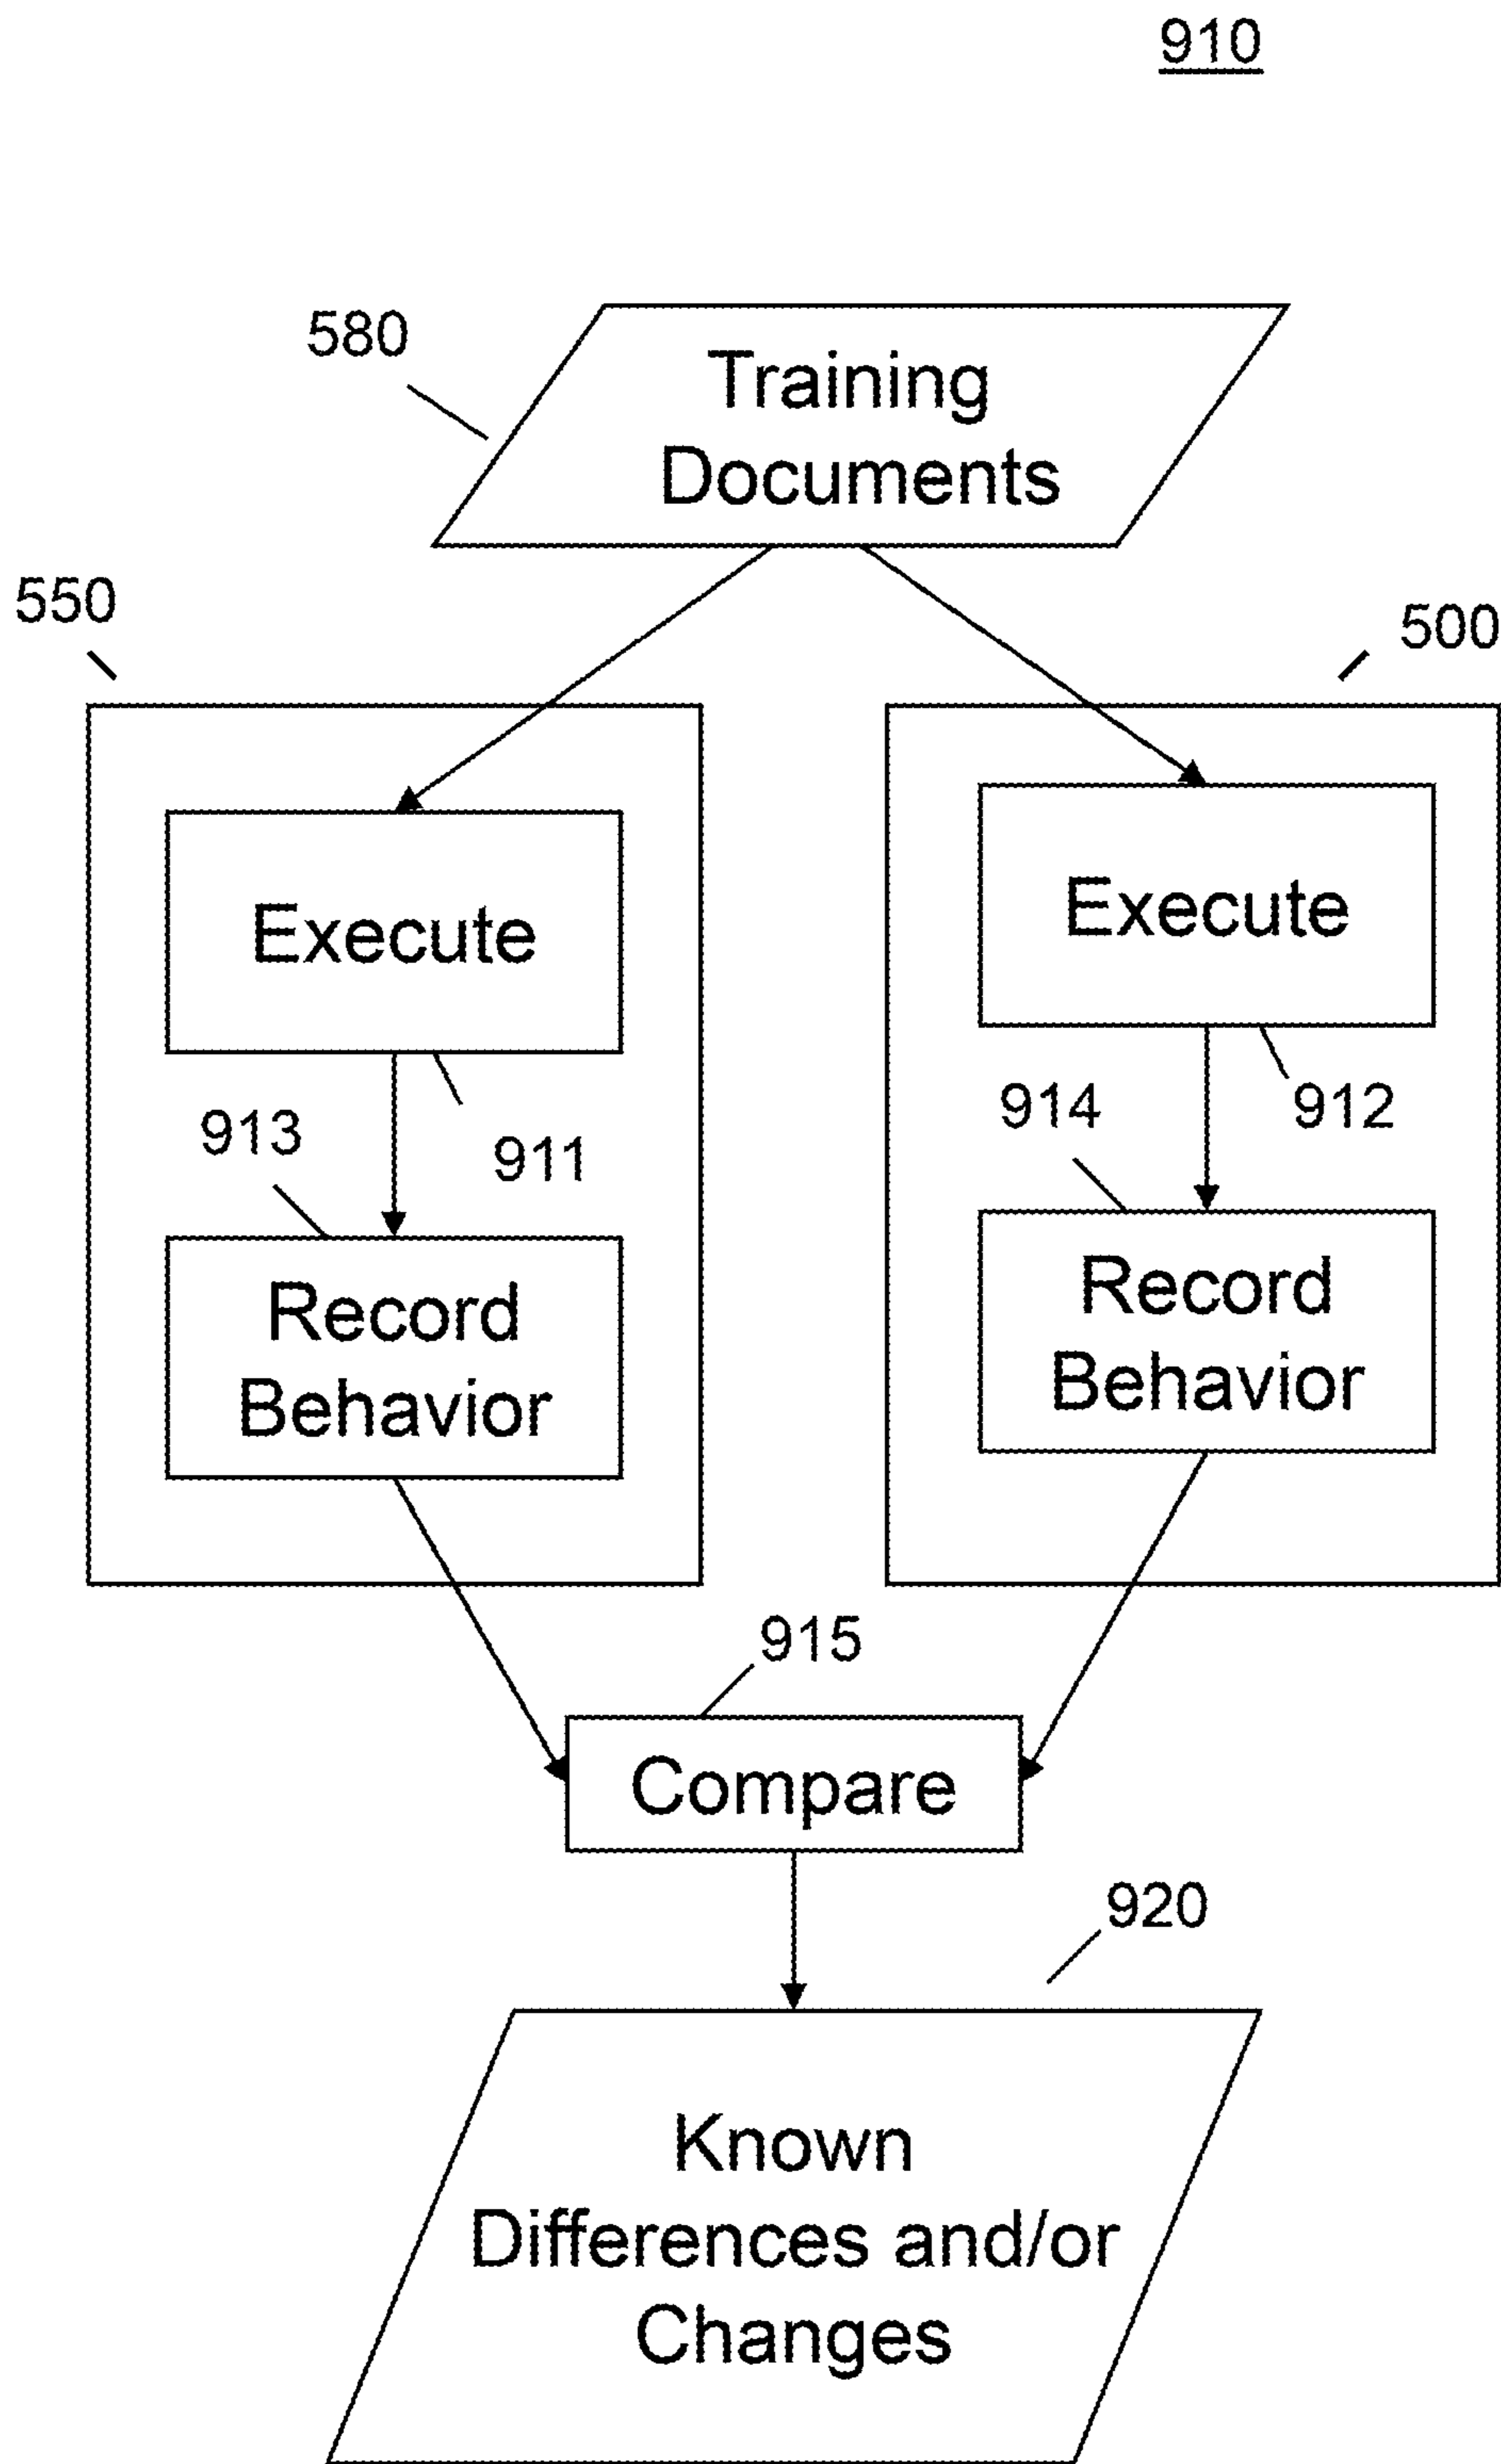 910
580
Training
Documents
550
500
Execute
Execute
913
911
914
912
Record
Behavior
Record
Behavior
915
Compare
920
Known
Differences and/or
Changes